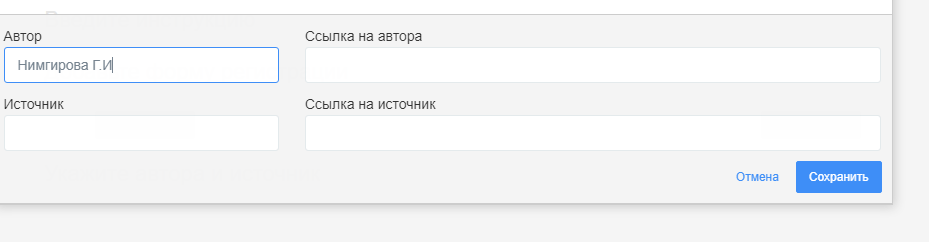 Автор
Ссылка на автора
Нимгирова Г.И
Источник
Ссылка на источник
Отмена
Сохранить